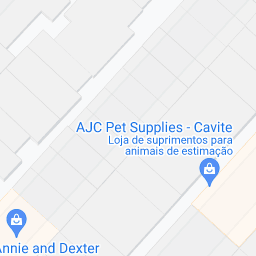 AJC Pet Supplies - Cavite
Loja de suprimentos para
animais de estimação
Annie and Dexter